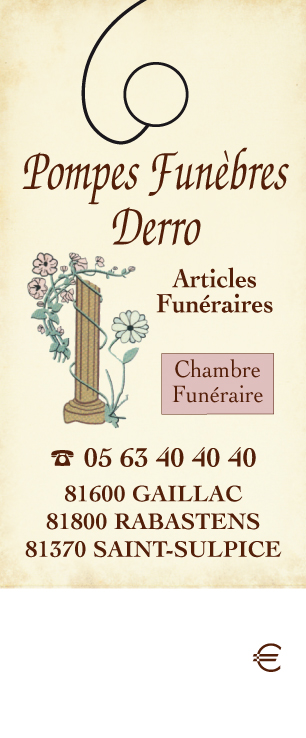 Pompes Funèbres
Derro
Articles
Funéraires
Chambre
Funéraire
☎ 05 63 40 40 40
81600 GAILLAC
81800 RABASTENS
81370 SAINT-SULPICE
€